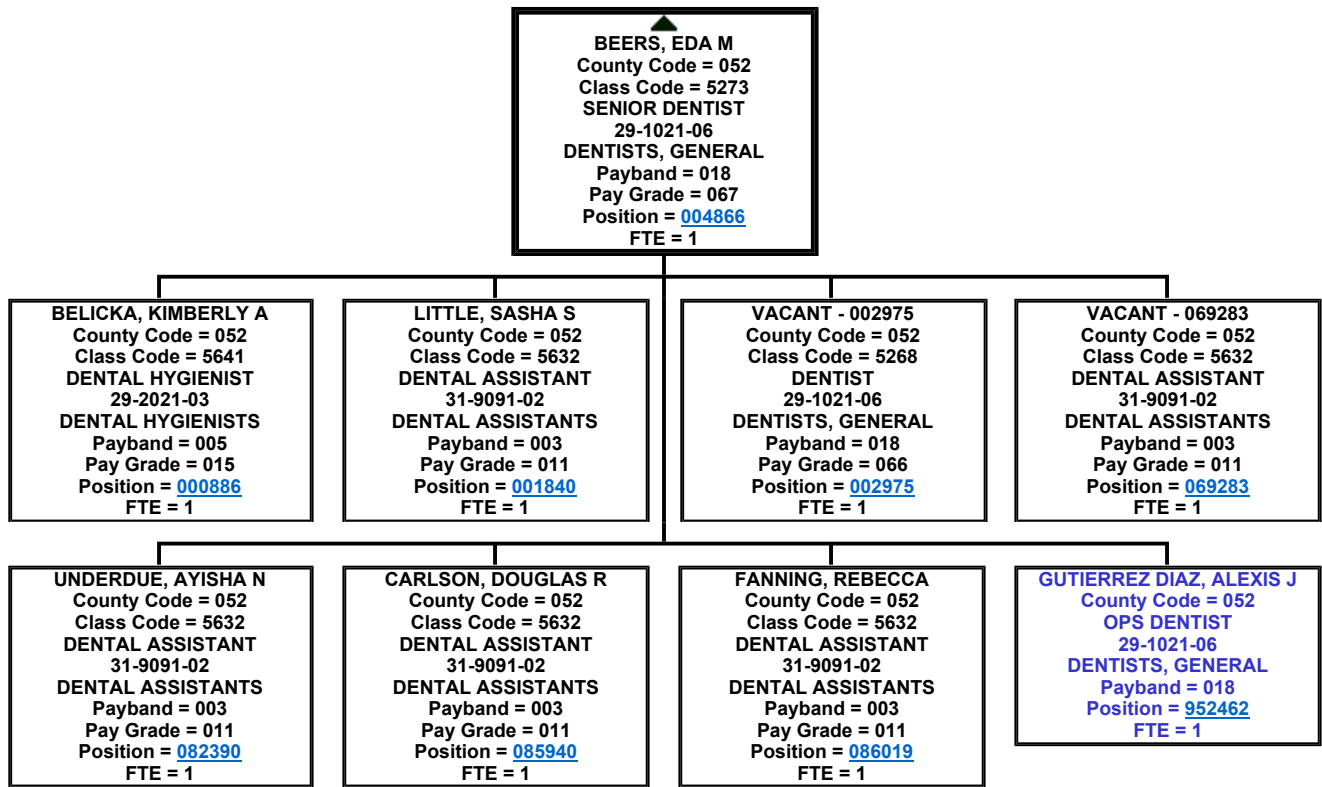 BEERS, EDA M
County Code = 052
Class Code = 5273
SENIOR DENTIST
29-1021-06
DENTISTS, GENERAL
Payband = 018
Pay Grade = 067
Position = 004866
FTE = 1
BELICKA, KIMBERLY A
County Code = 052
Class Code = 5641
DENTAL HYGIENIST
29-2021-03
DENTAL HYGIENISTS
Payband = 005
Pay Grade = 015
Position = 000886
FTE = 1
LITTLE, SASHA S
County Code = 052
Class Code = 5632
DENTAL ASSISTANT
31-9091-02
DENTAL ASSISTANTS
Payband = 003
Pay Grade = 011
Position = 001840
FTE = 1
VACANT - 002975
County Code = 052
Class Code = 5268
DENTIST
29-1021-06
DENTISTS, GENERAL
Payband = 018
Pay Grade = 066
Position = 002975
FTE = 1
VACANT - 069283
County Code = 052
Class Code = 5632
DENTAL ASSISTANT
31-9091-02
DENTAL ASSISTANTS
Payband = 003
Pay Grade = 011
Position = 069283
FTE = 1
UNDERDUE, AYISHA N
County Code = 052
Class Code = 5632
DENTAL ASSISTANT
31-9091-02
DENTAL ASSISTANTS
Payband = 003
Pay Grade = 011
Position = 082390
FTE = 1
CARLSON, DOUGLAS R
County Code = 052
Class Code = 5632
DENTAL ASSISTANT
31-9091-02
DENTAL ASSISTANTS
Payband = 003
Pay Grade = 011
Position = 085940
FTE = 1
FANNING, REBECCA
County Code = 052
Class Code = 5632
DENTAL ASSISTANT
31-9091-02
DENTAL ASSISTANTS
Payband = 003
Pay Grade = 011
Position = 086019
FTE = 1
GUTIERREZ DIAZ, ALEXIS J
County Code = 052
OPS DENTIST
29-1021-06
DENTISTS, GENERAL
Payband = 018
Position = 952462
FTE = 1